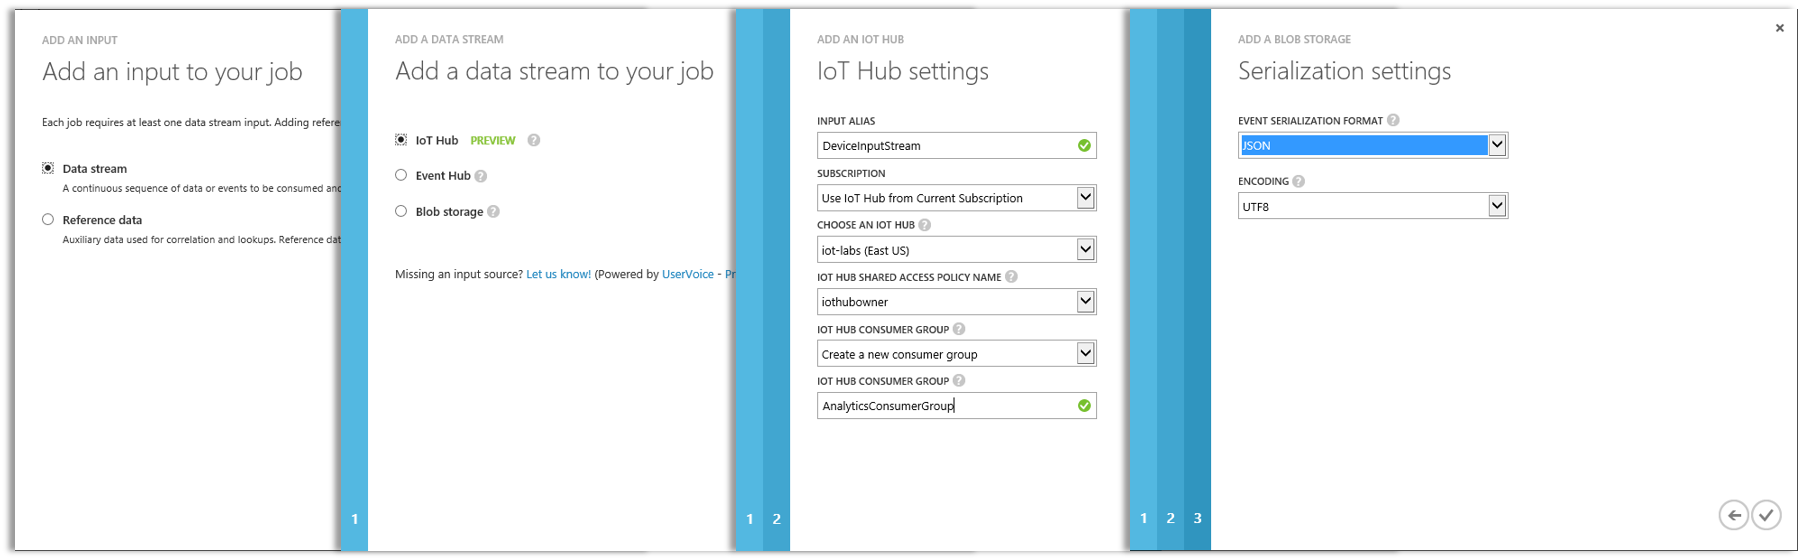 ADD AN INPUT
Add an input to your job
Each job requires at least one data stream input. Adding refere
Data stream
A continuous sequence of data or events to be consumed and
Reference data
Auxiliary data used for correlation and lookups. Reference dat
1
ADD A DATA STREAM
Add a data stream to your job
IoT Hub PREVIEW ?
Event Hub ?
Blob storage ?
Missing an input source? Let us know! (Powered by UserVoice - Pr
1 2
ADD AN IOT HUB
IoT Hub settings
INPUT ALIAS
DeviceInputStream
SUBSCRIPTION
Use IoT Hub from Current Subscription
CHOOSE AN IOT HUB ?
iot-labs (East US)
IOT HUB SHARED ACCESS POLICY NAME ?
iothubowner
IOT HUB CONSUMER GROUP ?
Create a new consumer group
IOT HUB CONSUMER GROUP ?
AnalyticsConsumerGroup
1 2 3
ADD A BLOB STORAGE
Serialization settings
EVENT SERIALIZATION FORMAT ?
JSON
ENCODING ?
UTF8